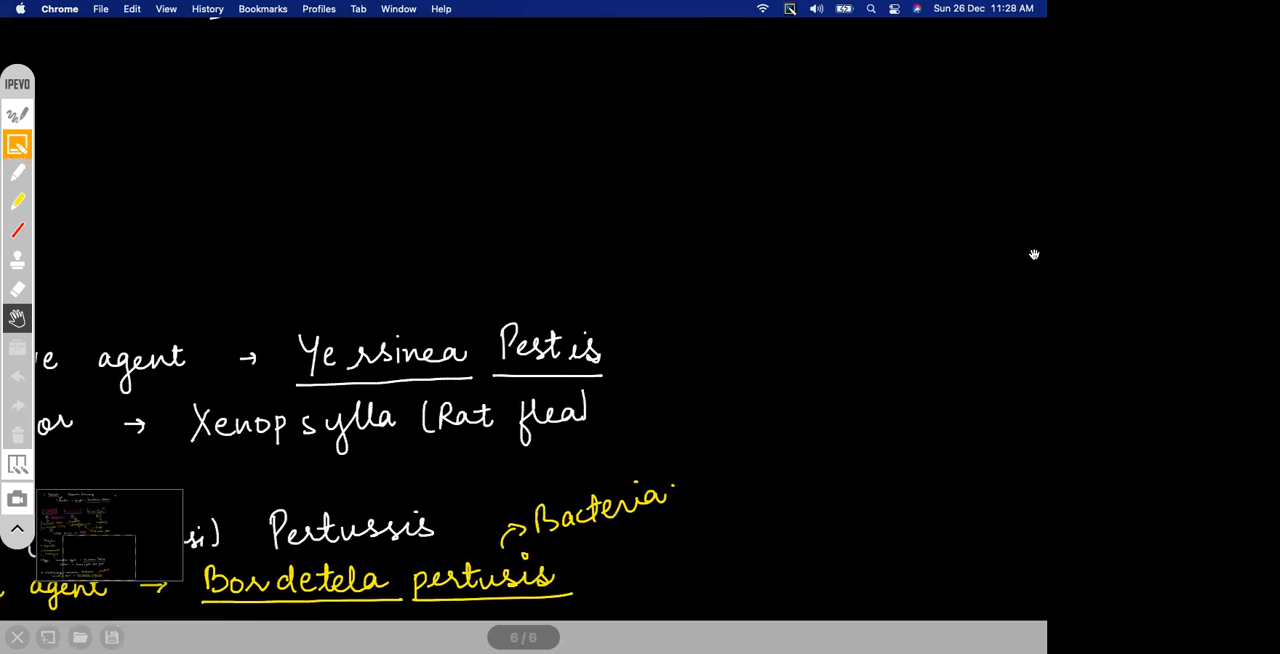 Chrome File Edit View History Bookmarks Profiles Tab Window Help Sun 26 Dec 11:28 AM
IPEVO
e agent → Yerssinea Pestis
or → Xenopsylla (Rat flea)
si) Pertussis → Bacteria
agent → Bordetela pertusis
6 / 6